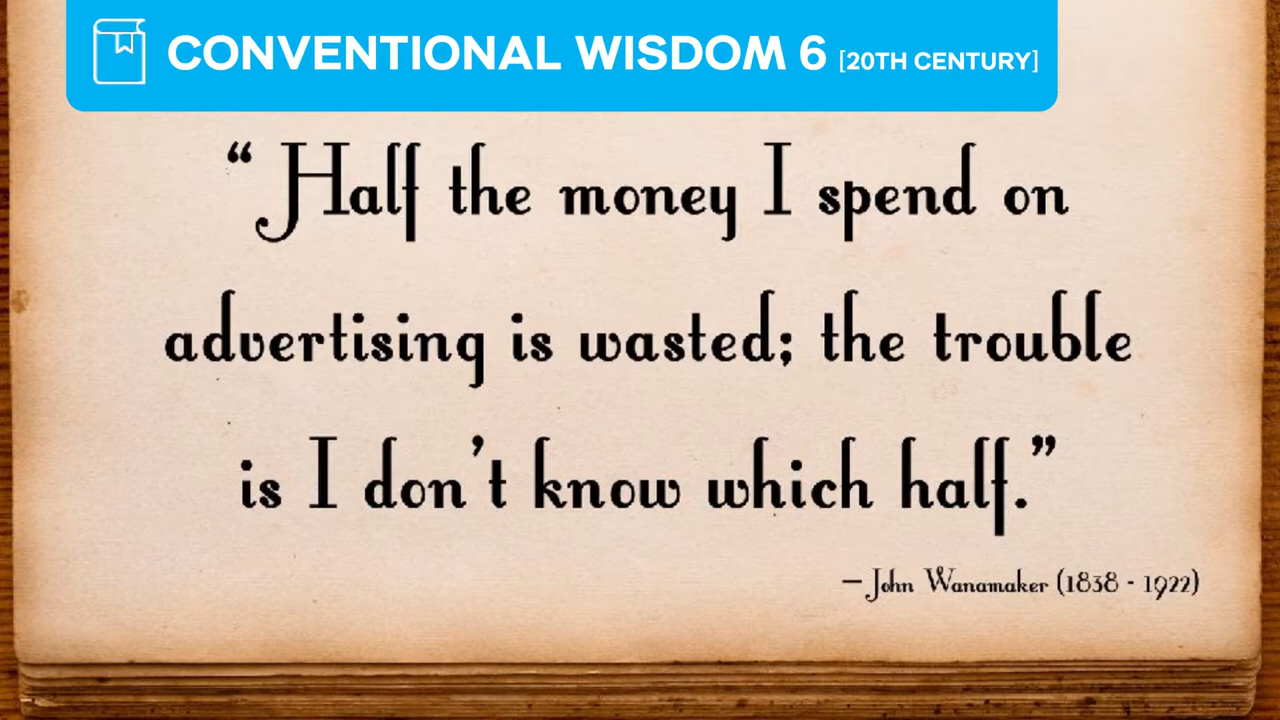 CONVENTIONAL WISDOM 6 [20TH CENTURY]
“Half the money I spend on
advertising is wasted; the trouble
is I don’t know which half.”
– John Wanamaker (1838 - 1922)